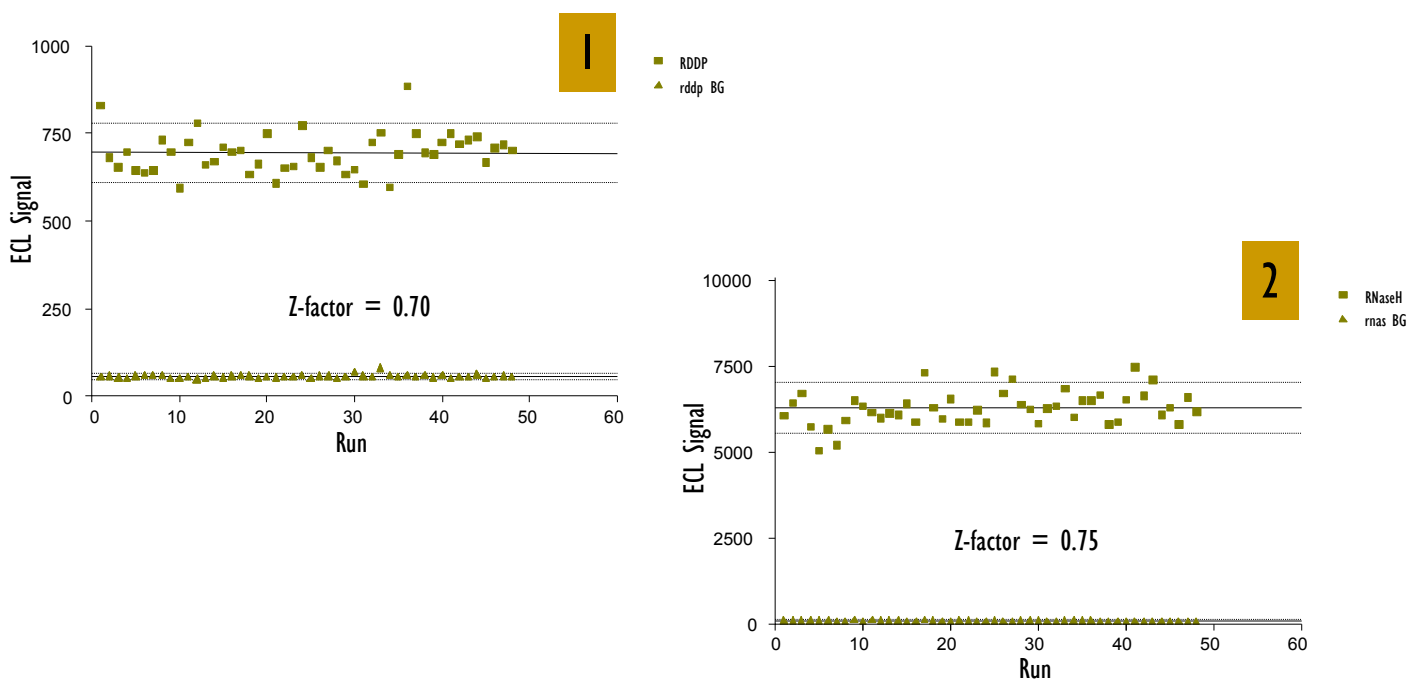 1
RDDP
rddp BG
1000
750
500
250
0
ECL Signal
Z-factor = 0.70
0 10 20 30 40 50 60
Run
2
RNaseH
rnas BG
10000
7500
5000
2500
0
ECL Signal
Z-factor = 0.75
0 10 20 30 40 50 60
Run